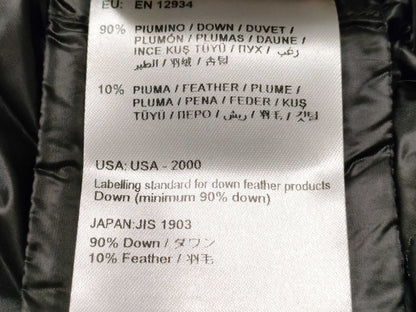 EU: EN 12934
90% PIUMINO / DOWN / DUVET /
PLUMÓN / PLUMAS / DAUNE /
INCE KUŞ TÜYÜ / ПУХ / زغب
الطير / 羽绒 / 솜털
10% PIUMA / FEATHER / PLUME /
PLUMA / PENA / FEDER / KUŞ
TÜYÜ / ПЕРО / ريش / 羽毛 / 깃털
USA: USA - 2000
Labelling standard for down feather products
Down (minimum 90% down)
JAPAN:JIS 1903
90% Down / ダウン
10% Feather / 羽毛